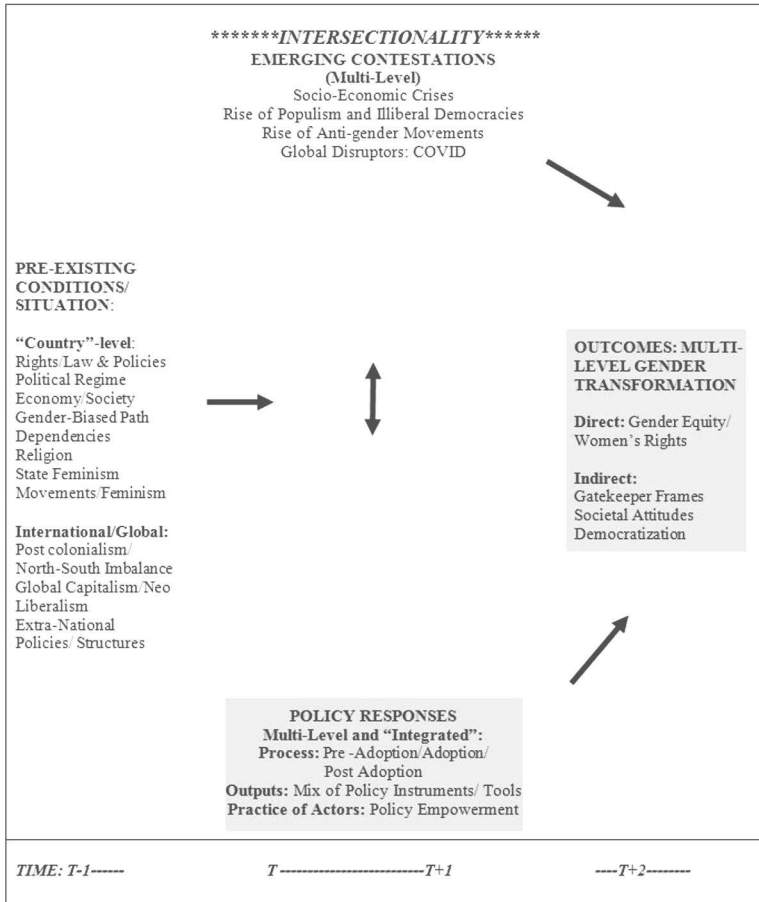 *******INTERSECTIONALITY******
EMERGING CONTESTATIONS
(Multi-Level)
Socio-Economic Crises
Rise of Populism and Illiberal Democracies
Rise of Anti-gender Movements
Global Disruptors: COVID
PRE-EXISTING
CONDITIONS/
SITUATION:
“Country”-level:
Rights/Law & Policies
Political Regime
Economy/Society
Gender-Biased Path
Dependencies
Religion
State Feminism
Movements/Feminism
International/Global:
Post colonialism/
North-South Imbalance
Global Capitalism/Neo
Liberalism
Extra-National
Policies/ Structures
OUTCOMES: MULTI-
LEVEL GENDER
TRANSFORMATION
Direct: Gender Equity/
Women’s Rights
Indirect:
Gatekeeper Frames
Societal Attitudes
Democratization
POLICY RESPONSES
Multi-Level and “Integrated”:
Process: Pre -Adoption/Adoption/
Post Adoption
Outputs: Mix of Policy Instruments/ Tools
Practice of Actors: Policy Empowerment
TIME: T-1------ T --------------------------T+1 ----T+2--------